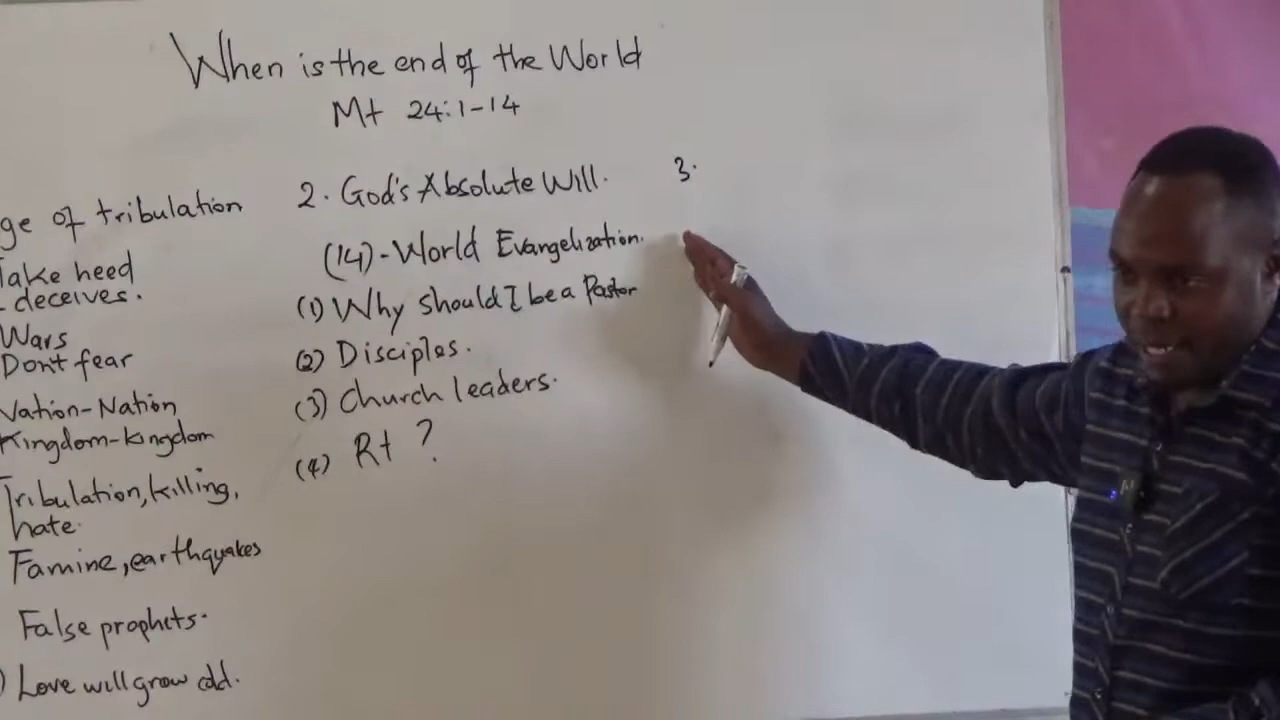 When is the end of the World
Mt 24:1-14
ge of tribulation
Take heed
- deceives.
Wars
Don't fear
Nation-Nation
Kingdom-kingdom
Tribulation, killing,
hate.
Famine, earthquakes
False prophets.
) Love will grow cold.
2. God's Absolute Will.
(14)-World Evangelization.
(1) Why should I be a Pastor
(2) Disciples.
(3) Church leaders.
(4) Rt ?
3.